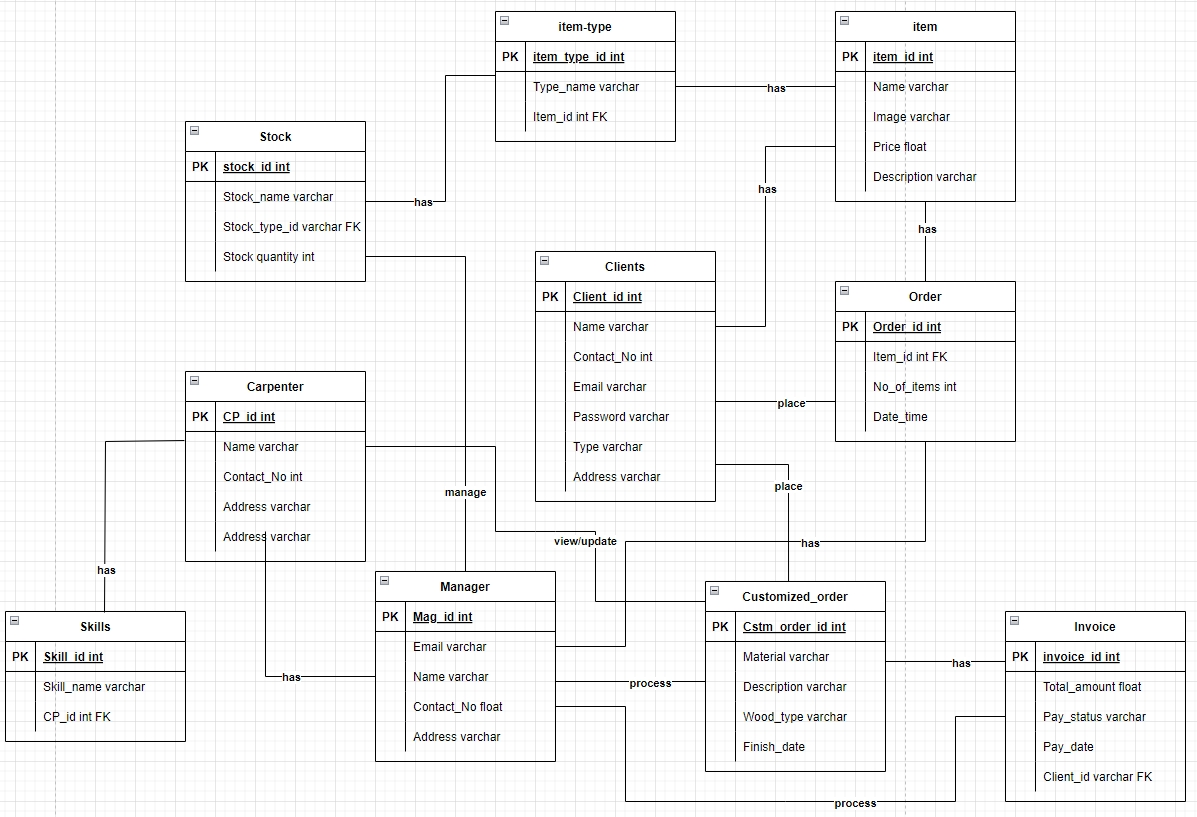 item-type
PK item_type_id int
Type_name varchar
Item_id int FK
item
PK item_id int
Name varchar
Image varchar
Price float
Description varchar
has
Stock
PK stock_id int
Stock_name varchar
Stock_type_id varchar FK
Stock quantity int
has
has
has
Clients
PK Client_id int
Name varchar
Contact_No int
Email varchar
Password varchar
Type varchar
Address varchar
Order
PK Order_id int
Item_id int FK
No_of_items int
Date_time
place
place
Carpenter
PK CP_id int
Name varchar
Contact_No int
Address varchar
Address varchar
manage
view/update
has
has
Skills
PK Skill_id int
Skill_name varchar
CP_id int FK
has
Manager
PK Mag_id int
Email varchar
Name varchar
Contact_No float
Address varchar
process
Customized_order
PK Cstm_order_id int
Material varchar
Description varchar
Wood_type varchar
Finish_date
has
Invoice
PK invoice_id int
Total_amount float
Pay_status varchar
Pay_date
Client_id varchar FK
process